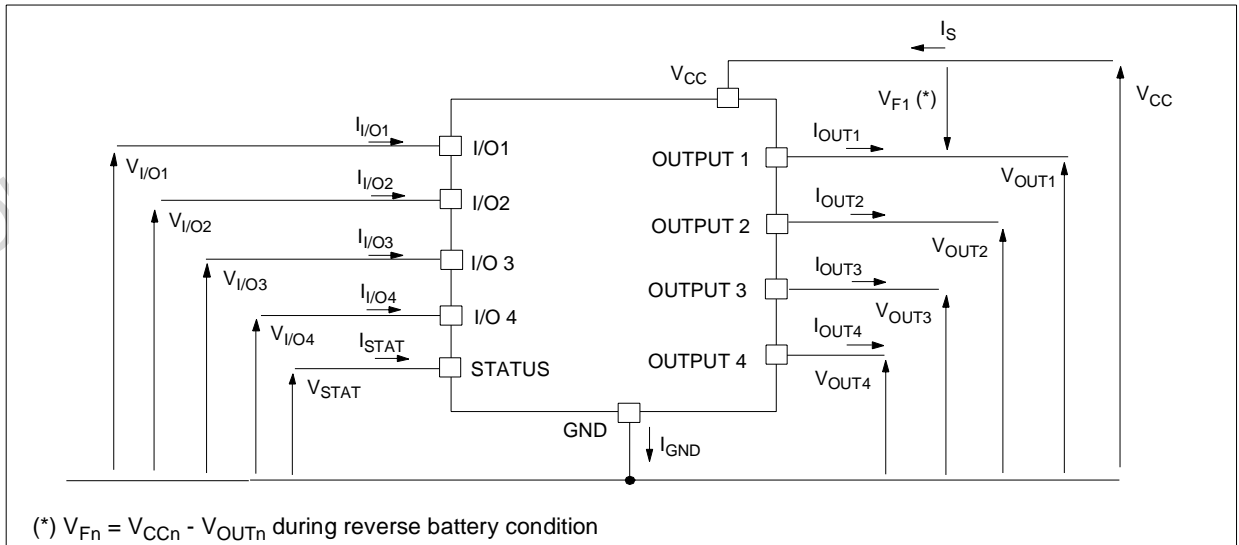 I_S
V_CC
V_F1 (*)
V_CC
I_I/O1
I/O1
V_I/O1
I_OUT1
OUTPUT 1
V_OUT1
I_I/O2
I/O2
V_I/O2
I_OUT2
OUTPUT 2
V_OUT2
I_I/O3
I/O 3
V_I/O3
I_OUT3
OUTPUT 3
V_OUT3
I_I/O4
I/O 4
V_I/O4
I_OUT4
OUTPUT 4
V_OUT4
I_STAT
STATUS
V_STAT
GND
I_GND
(*) V_Fn = V_CCn - V_OUTn during reverse battery condition